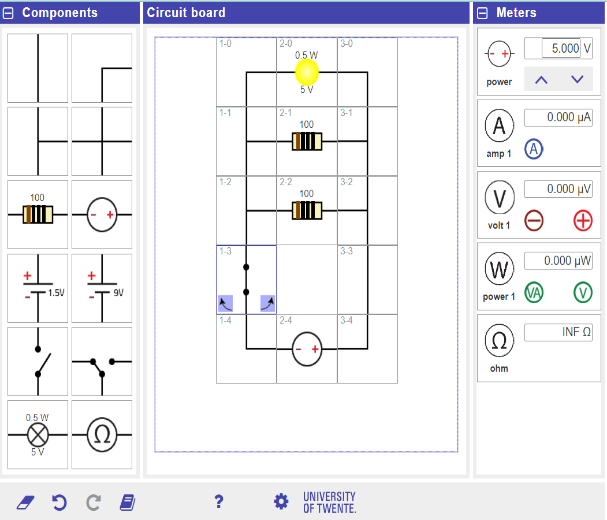 Components
Circuit board
Meters
1-0
2-0
3-0
0.5 W
5 V
1-1
2-1
3-1
100
1-2
2-2
3-2
100
1-3
3-3
1-4
2-4
3-4
- +
100
- +
+
-
1.5V
+
-
9V
0.5 W
5 V
Ω
- +
power
5.000 V
A
amp 1
0.000 µA
A
V
volt 1
0.000 µV
W
power 1
0.000 µW
VA
V
Ω
ohm
INF Ω
?
UNIVERSITY
OF TWENTE.